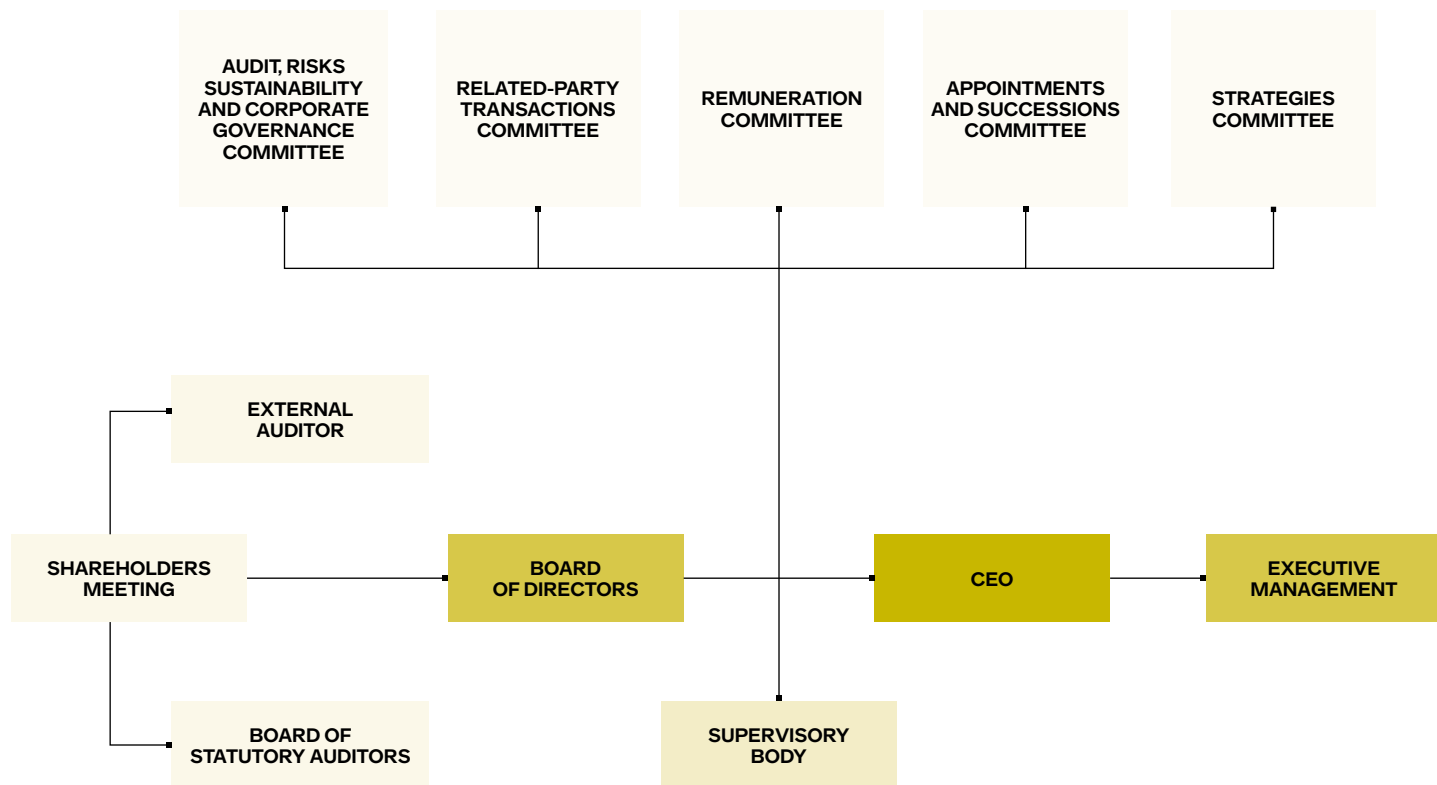 AUDIT, RISKS
SUSTAINABILITY
AND CORPORATE
GOVERNANCE
COMMITTEE
RELATED-PARTY
TRANSACTIONS
COMMITTEE
REMUNERATION
COMMITTEE
APPOINTMENTS
AND SUCCESSIONS
COMMITTEE
STRATEGIES
COMMITTEE
EXTERNAL
AUDITOR
SHAREHOLDERS
MEETING
BOARD
OF DIRECTORS
CEO
EXECUTIVE
MANAGEMENT
BOARD OF
STATUTORY AUDITORS
SUPERVISORY
BODY